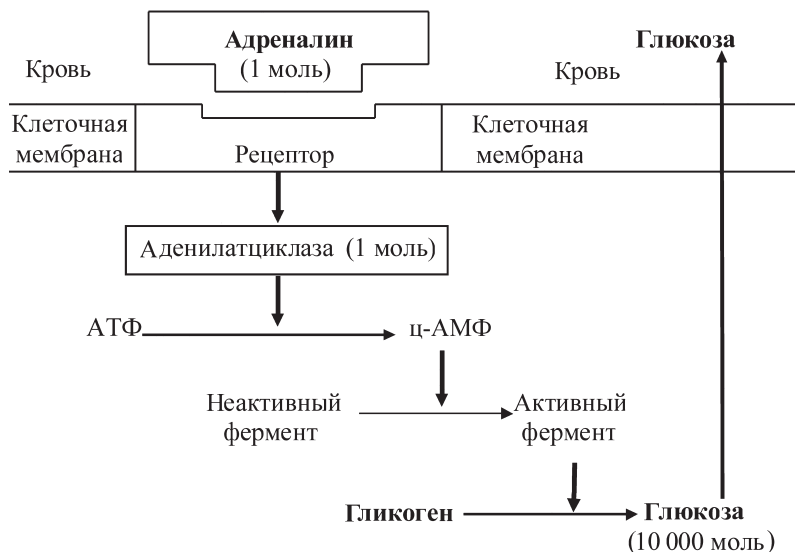 Адреналин
(1 моль)
Глюкоза
Кровь
Кровь
Клеточная
мембрана
Рецептор
Клеточная
мембрана
Аденилатциклаза (1 моль)
АТФ
ц-АМФ
Неактивный
фермент
Активный
фермент
Гликоген
Глюкоза
(10 000 моль)